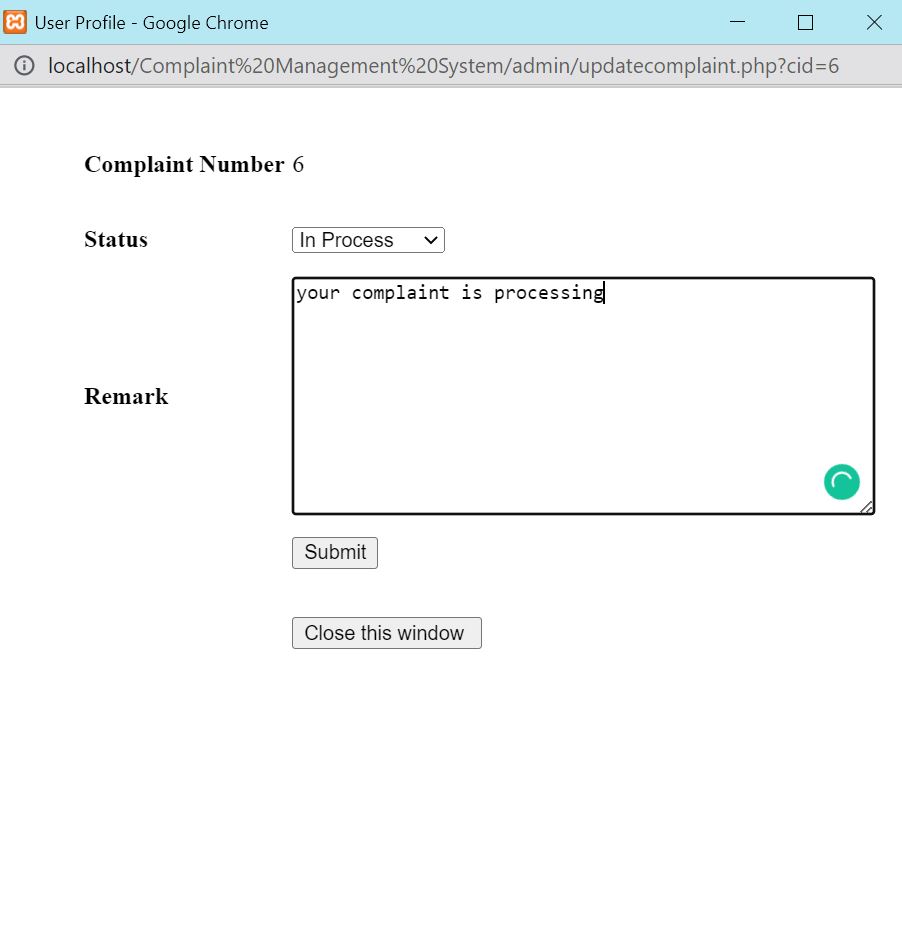 User Profile - Google Chrome
localhost/Complaint%20Management%20System/admin/updatecomplaint.php?cid=6
Complaint Number 6
Status In Process
your complaint is processing
Remark
Submit
Close this window